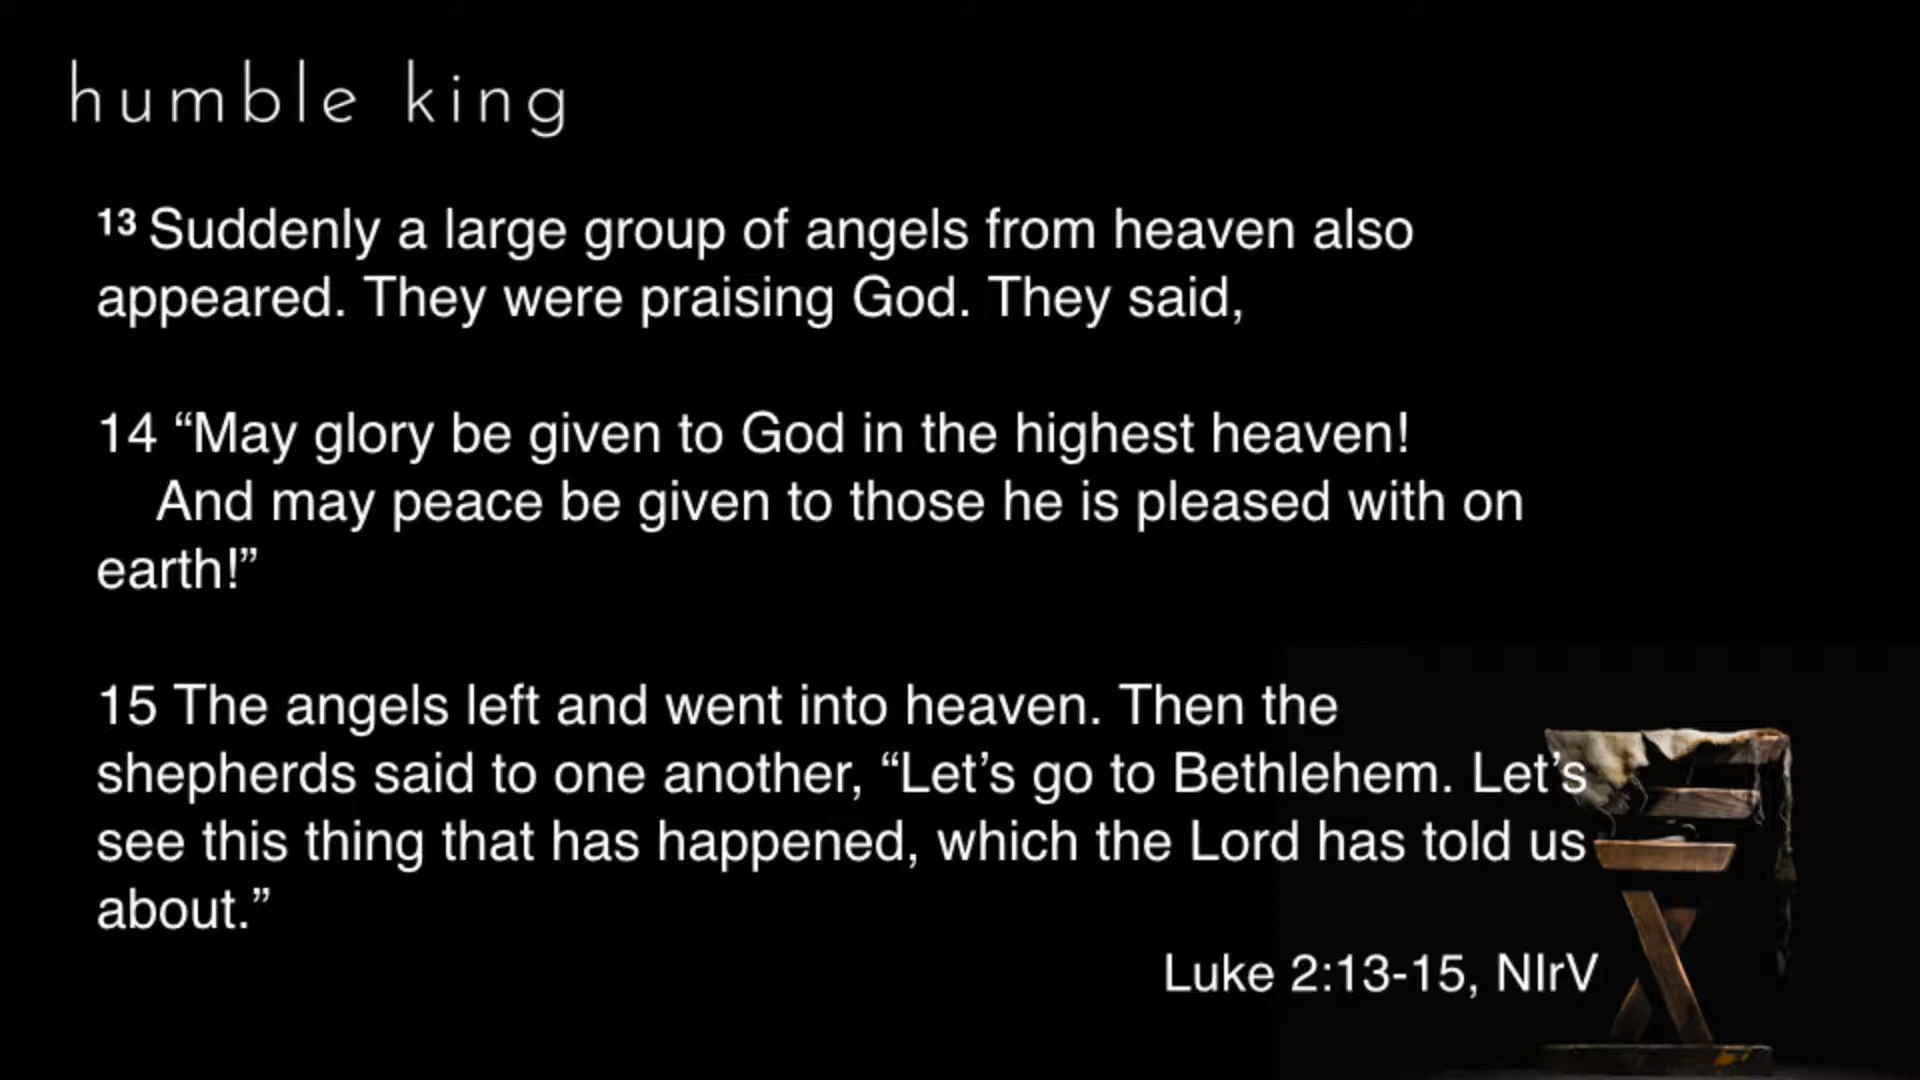 humble king
13 Suddenly a large group of angels from heaven also
appeared. They were praising God. They said,
14 “May glory be given to God in the highest heaven!
And may peace be given to those he is pleased with on
earth!”
15 The angels left and went into heaven. Then the
shepherds said to one another, “Let’s go to Bethlehem. Let’s
see this thing that has happened, which the Lord has told us
about.”
Luke 2:13-15, NIrV